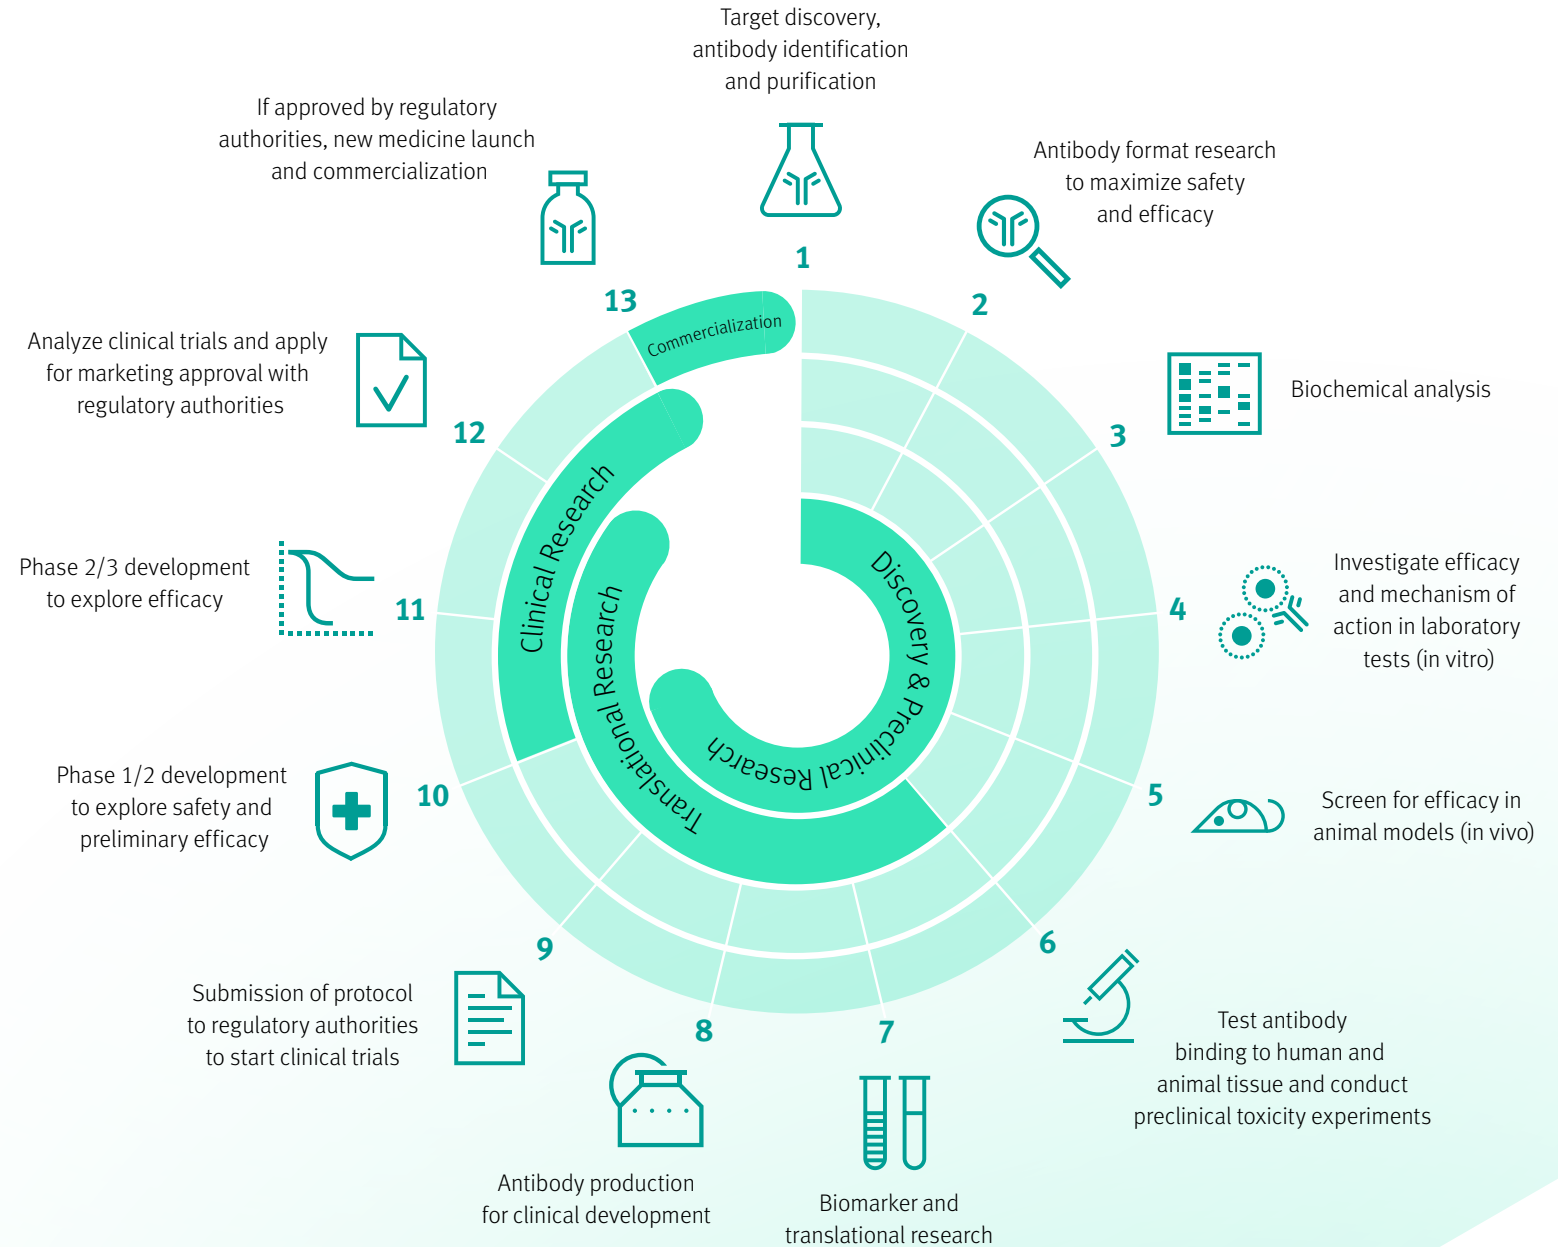 Target discovery,
antibody identification
and purification
1
Antibody format research
to maximize safety
and efficacy
2
Biochemical analysis
3
Investigate efficacy
and mechanism of
action in laboratory
tests (in vitro)
4
Screen for efficacy in
animal models (in vivo)
5
Test antibody
binding to human and
animal tissue and conduct
preclinical toxicity experiments
6
Biomarker and
translational research
7
Antibody production
for clinical development
8
Submission of protocol
to regulatory authorities
to start clinical trials
9
Phase 1/2 development
to explore safety and
preliminary efficacy
10
Phase 2/3 development
to explore efficacy
11
Analyze clinical trials and apply
for marketing approval with
regulatory authorities
12
If approved by regulatory
authorities, new medicine launch
and commercialization
13
Discovery & Preclinical Research
Translational Research
Clinical Research
Commercialization